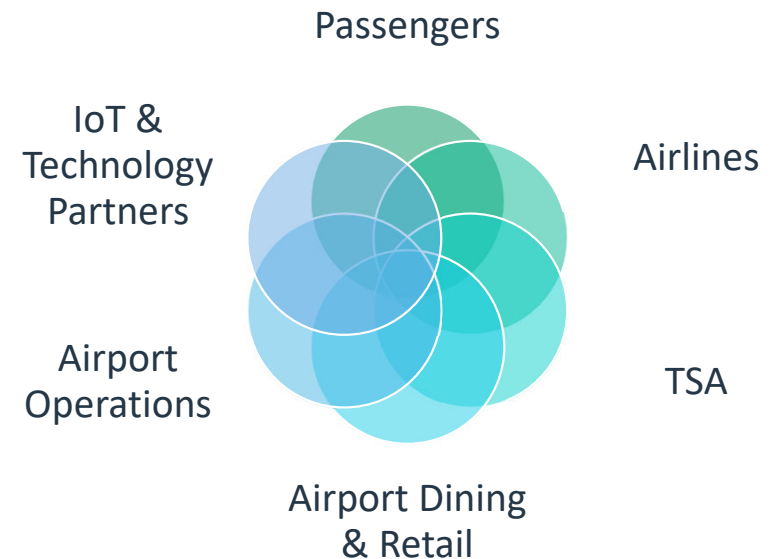 Passengers
IoT &
Technology
Partners
Airlines
Airport
Operations
TSA
Airport Dining
& Retail